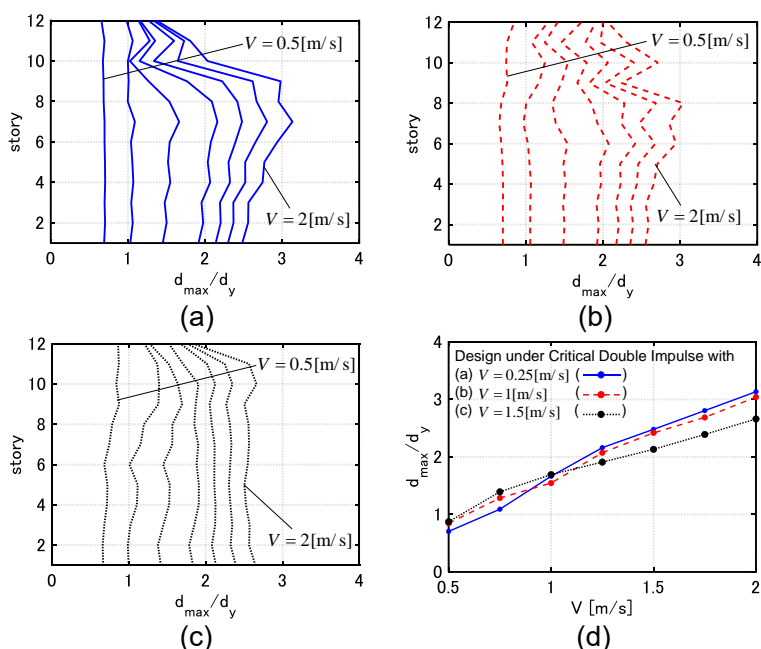 12
10
8
6
4
2
story
V = 0.5[m/s]
V = 2[m/s]
0 1 2 3 4
d_max/d_y
(a)
12
10
8
6
4
2
story
V = 0.5[m/s]
V = 2[m/s]
0 1 2 3 4
d_max/d_y
(b)
12
10
8
6
4
2
story
V = 0.5[m/s]
V = 2[m/s]
0 1 2 3 4
d_max/d_y
(c)
4
3
2
1
0
d_max/d_y
Design under Critical Double Impulse with
(a) V = 0.25[m/s] ( )
(b) V = 1[m/s] ( )
(c) V = 1.5[m/s] ( )
0.5 1 1.5 2
V [m/s]
(d)